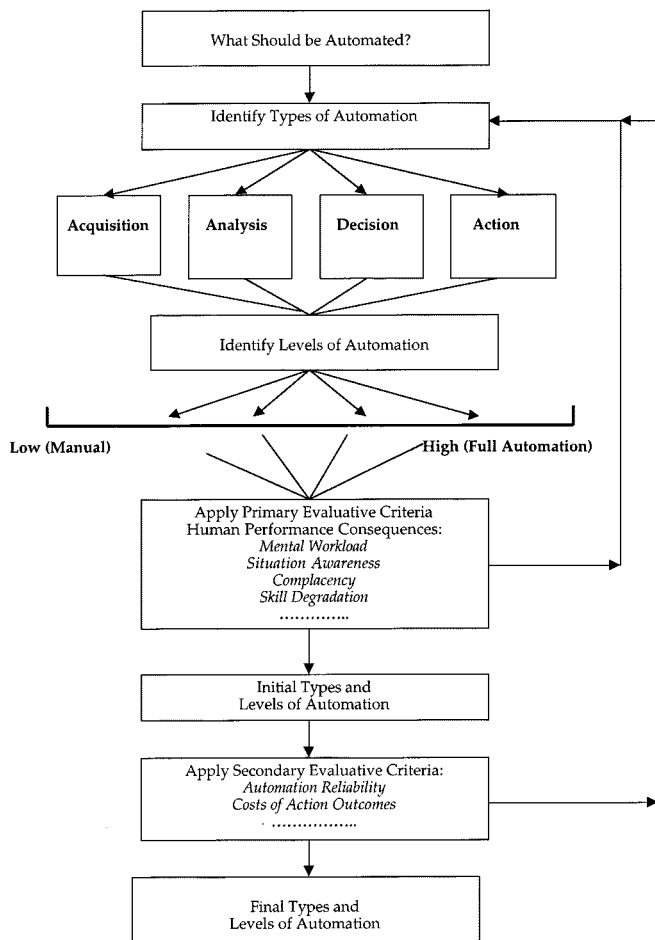 What Should be Automated?
Identify Types of Automation
Acquisition
Analysis
Decision
Action
Identify Levels of Automation
Low (Manual)
High (Full Automation)
Apply Primary Evaluative Criteria
Human Performance Consequences:
Mental Workload
Situation Awareness
Complacency
Skill Degradation
..............
Initial Types and
Levels of Automation
Apply Secondary Evaluative Criteria:
Automation Reliability
Costs of Action Outcomes
.................
Final Types and
Levels of Automation